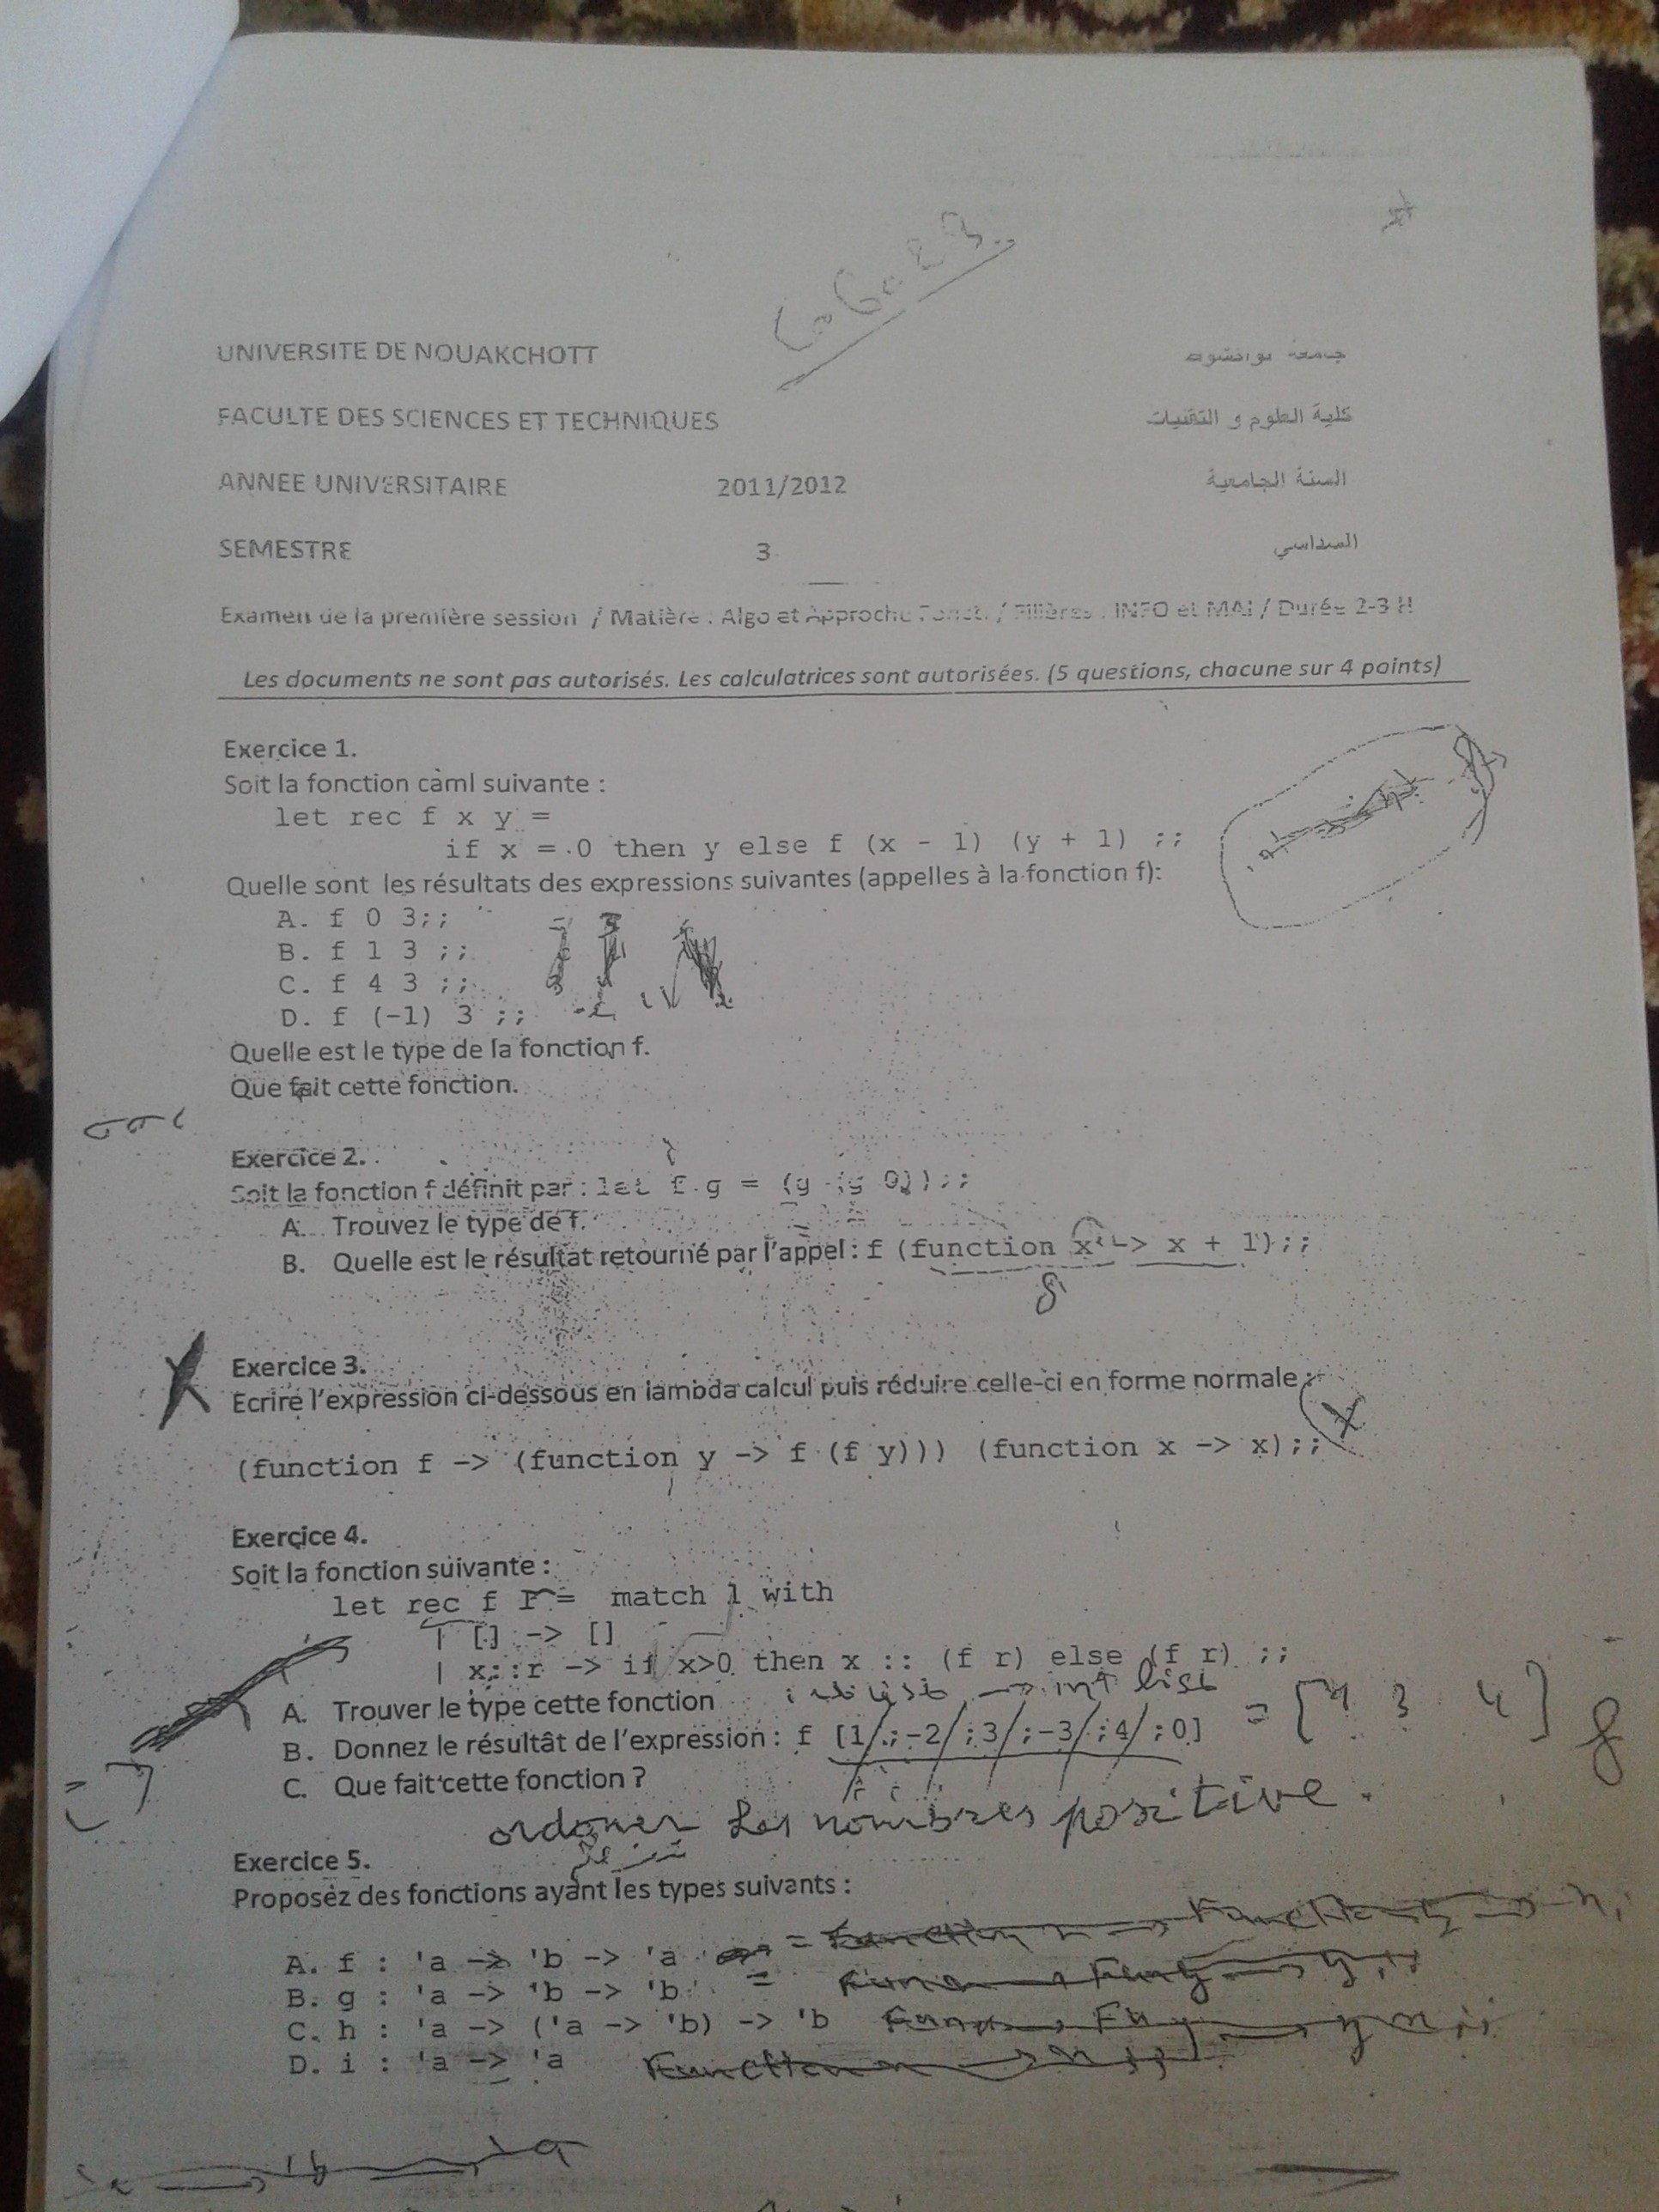 UNIVERSITE DE NOUAKCHOTT جامعة نواكشوط
FACULTE DES SCIENCES ET TECHNIQUES كلية العلوم و التقنيات
ANNEE UNIVERSITAIRE 2011/2012 السنة الجامعية
SEMESTRE 3 السداسي
Examen de la première session / Matière : Algo et Approche Fonct. / Filières : INFO et MAI / Durée 2-3 H
Les documents ne sont pas autorisés. Les calculatrices sont autorisées. (5 questions, chacune sur 4 points)
Exercice 1.
Soit la fonction caml suivante :
let rec f x y =
if x = 0 then y else f (x - 1) (y + 1) ;;
Quelle sont les résultats des expressions suivantes (appelles à la fonction f):
A. f 0 3;;
B. f 1 3 ;;
C. f 4 3 ;;
D. f (-1) 3 ;;
Quelle est le type de la fonction f.
Que fait cette fonction.
Exercice 2.
Soit la fonction f définit par : let f g = (g (g 0));;
A. Trouvez le type de f.
B. Quelle est le résultat retourné par l'appel : f (function x -> x + 1);;
Exercice 3.
Ecrire l'expression ci-dessous en lambda calcul puis réduire celle-ci en forme normale :
(function f -> (function y -> f (f y))) (function x -> x);;
Exercice 4.
Soit la fonction suivante :
let rec f l = match l with
| [] -> []
| x::r -> if x>0 then x :: (f r) else (f r) ;;
A. Trouver le type cette fonction int list -> int list
B. Donnez le résultât de l'expression : f [1 ;-2 ;3 ;-3 ;4 ;0] = [1 3 4]
C. Que fait cette fonction ?
ordoner les nombres positive.
Exercice 5.
Proposez des fonctions ayant les types suivants :
A. f : 'a -> 'b -> 'a
B. g : 'a -> 'b -> 'b
C. h : 'a -> ('a -> 'b) -> 'b
D. i : 'a -> 'a